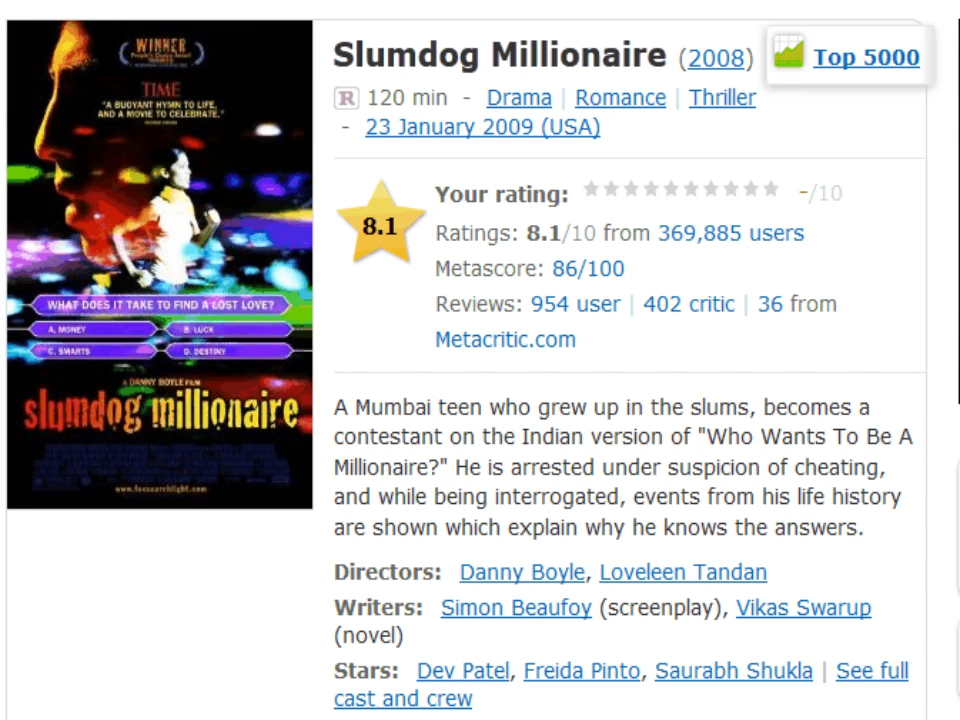 WINNER
TIME
"A BUOYANT HYMN TO LIFE,
AND A MOVIE TO CELEBRATE."
WHAT DOES IT TAKE TO FIND A LOST LOVE?
A. MONEY
B. LUCK
C. SMARTS
D. DESTINY
A DANNY BOYLE FILM
slumdog millionaire
www.foxsearchlight.com
Slumdog Millionaire (2008)
Top 5000
R 120 min - Drama | Romance | Thriller
- 23 January 2009 (USA)
8.1
Your rating: -/10
Ratings: 8.1/10 from 369,885 users
Metascore: 86/100
Reviews: 954 user | 402 critic | 36 from
Metacritic.com
A Mumbai teen who grew up in the slums, becomes a
contestant on the Indian version of "Who Wants To Be A
Millionaire?" He is arrested under suspicion of cheating,
and while being interrogated, events from his life history
are shown which explain why he knows the answers.
Directors: Danny Boyle, Loveleen Tandan
Writers: Simon Beaufoy (screenplay), Vikas Swarup
(novel)
Stars: Dev Patel, Freida Pinto, Saurabh Shukla | See full
cast and crew